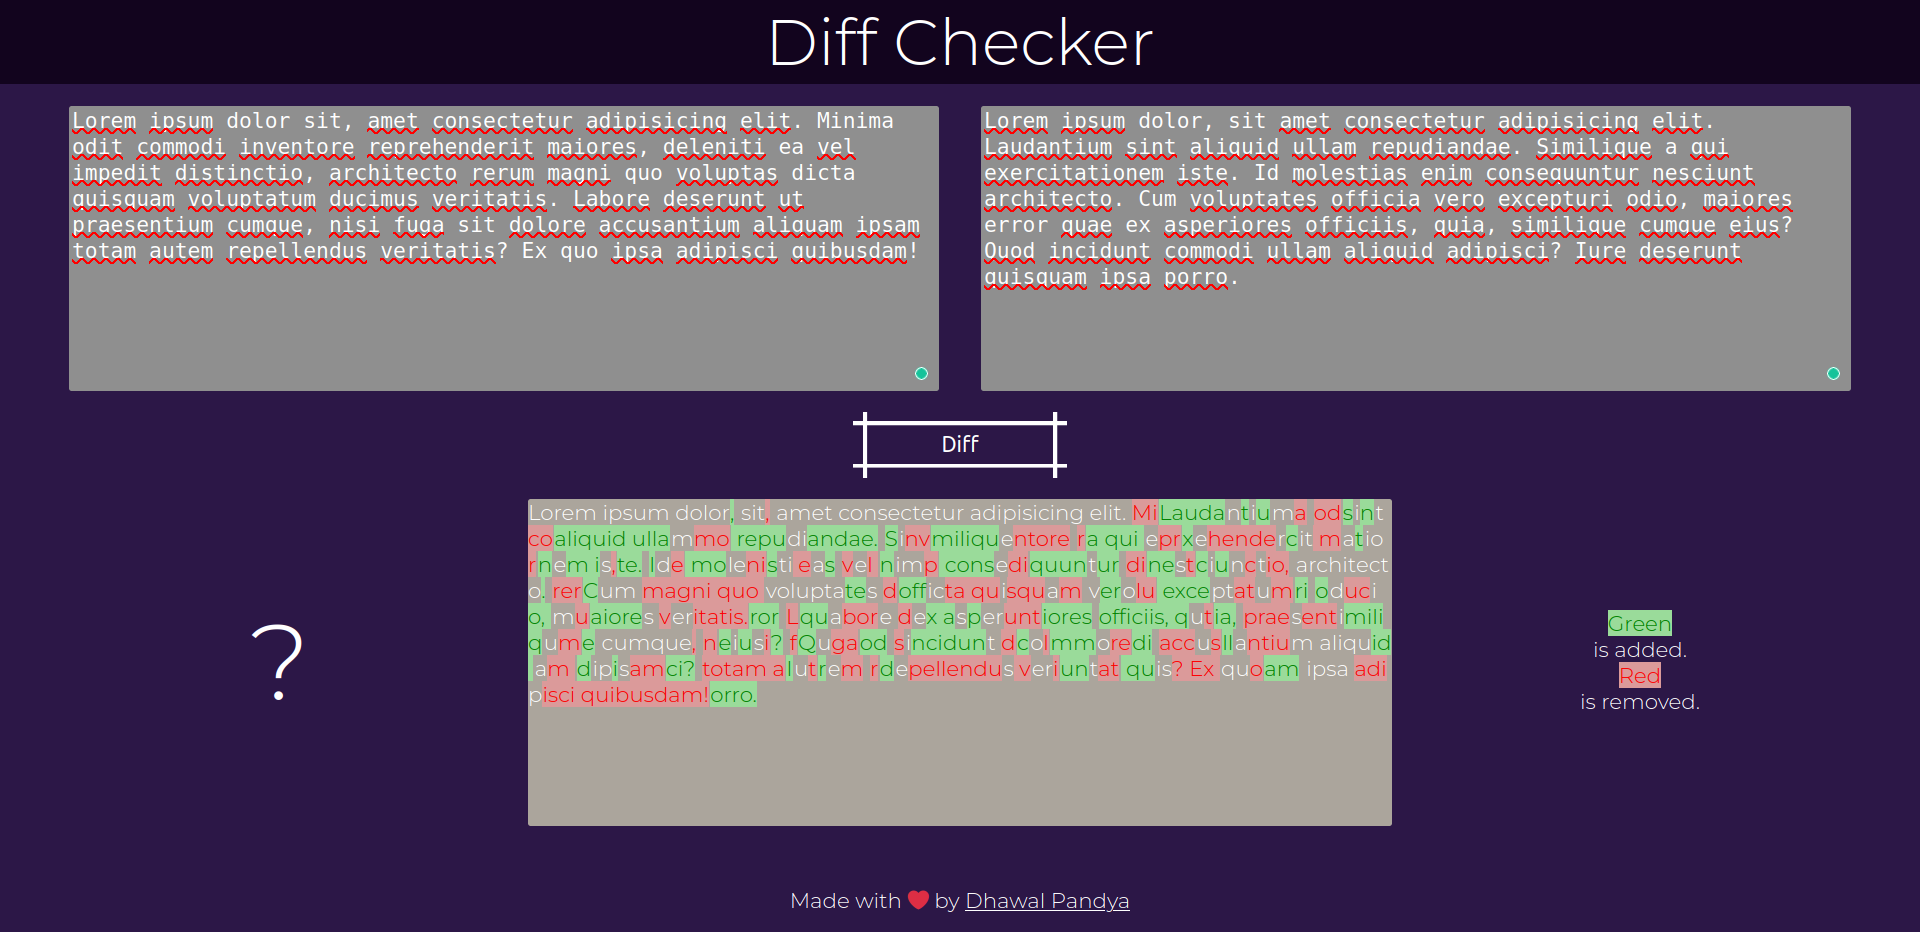 Diff Checker
Lorem ipsum dolor sit, amet consectetur adipisicing elit. Minima
odit commodi inventore reprehenderit maiores, deleniti ea vel
impedit distinctio, architecto rerum magni quo voluptas dicta
quisquam voluptatum ducimus veritatis. Labore deserunt ut
praesentium cumque, nisi fuga sit dolore accusantium aliquam ipsam
totam autem repellendus veritatis? Ex quo ipsa adipisci quibusdam!
Lorem ipsum dolor, sit amet consectetur adipisicing elit.
Laudantium sint aliquid ullam repudiandae. Similique a qui
exercitationem iste. Id molestias enim consequuntur nesciunt
architecto. Cum voluptates officia vero excepturi odio, maiores
error quae ex asperiores officiis, quia, similique cumque eius?
Quod incidunt commodi ullam aliquid adipisci? Iure deserunt
quisquam ipsa porro.
Diff
Lorem ipsum dolor, sit, amet consectetur adipisicing elit. MiLaudantiuma odsint
coaliquid ullammo repudiandae. Sinvmiliquentore ra qui eprxehendercit matio
rnem is,te. Ide molenisti eas vel nimp consediquuntur dinestciunctio, architect
o. rerCum magni quo voluptates dofficta quisquam verolu exceptatumri oduci
o, muaiores veritatis.ror Lquabore dex asperuntiores officiis, qutia, praesentimili
qume cumque, neiusi? fQugaod sincidunt dcolmmoredi accusllantium aliquid
am dipisamci? totam alutrem rdepellendus veriuntat quis? Ex quoam ipsa adi
pisci quibusdam!orro.
?
Green
is added.
Red
is removed.
Made with ❤ by Dhawal Pandya